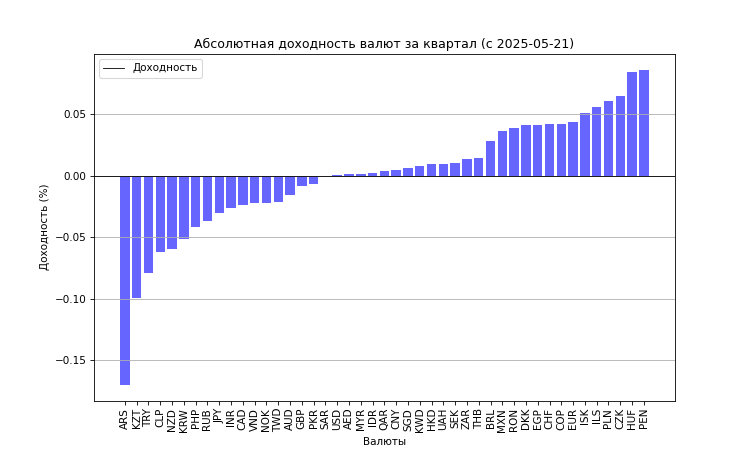 Абсолютная доходность валют за квартал (с 2025-05-21)
Доходность
0.05
0.00
−0.05
−0.10
−0.15
Доходность (%)
ARS KZT TRY CLP NZD KRW PHP RUB JPY INR CAD VND NOK TWD AUD GBP PKR SAR USD AED MYR IDR QAR CNY SGD KWD HKD UAH SEK ZAR THB BRL MXN RON DKK EGP CHF COP EUR ISK ILS PLN CZK HUF PEN
Валюты